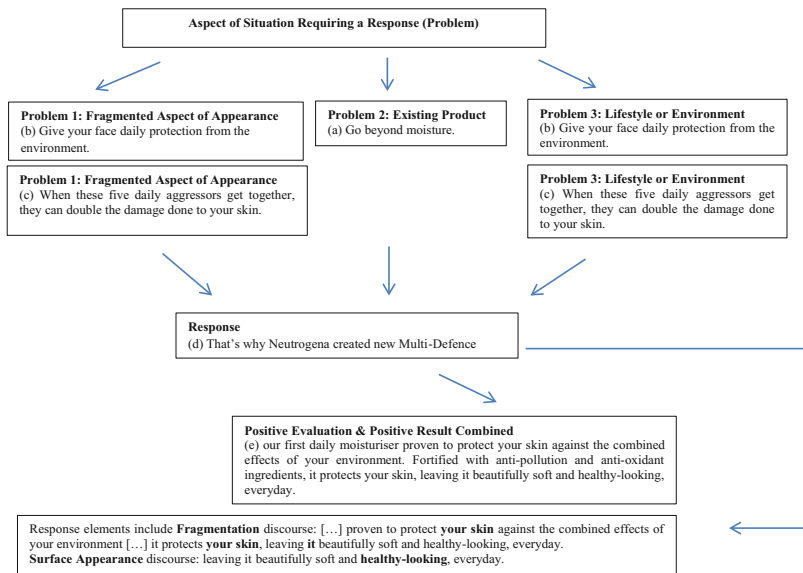 Aspect of Situation Requiring a Response (Problem)
Problem 1: Fragmented Aspect of Appearance
(b) Give your face daily protection from the
environment.
Problem 2: Existing Product
(a) Go beyond moisture.
Problem 3: Lifestyle or Environment
(b) Give your face daily protection from the
environment.
Problem 1: Fragmented Aspect of Appearance
(c) When these five daily aggressors get together,
they can double the damage done to your skin.
Problem 3: Lifestyle or Environment
(c) When these five daily aggressors get
together, they can double the damage done
to your skin.
Response
(d) That's why Neutrogena created new Multi-Defence
Positive Evaluation & Positive Result Combined
(e) our first daily moisturiser proven to protect your skin against the combined
effects of your environment. Fortified with anti-pollution and anti-oxidant
ingredients, it protects your skin, leaving it beautifully soft and healthy-looking,
everyday.
Response elements include Fragmentation discourse: […] proven to protect your skin against the combined effects of
your environment […] it protects your skin, leaving it beautifully soft and healthy-looking, everyday.
Surface Appearance discourse: leaving it beautifully soft and healthy-looking, everyday.